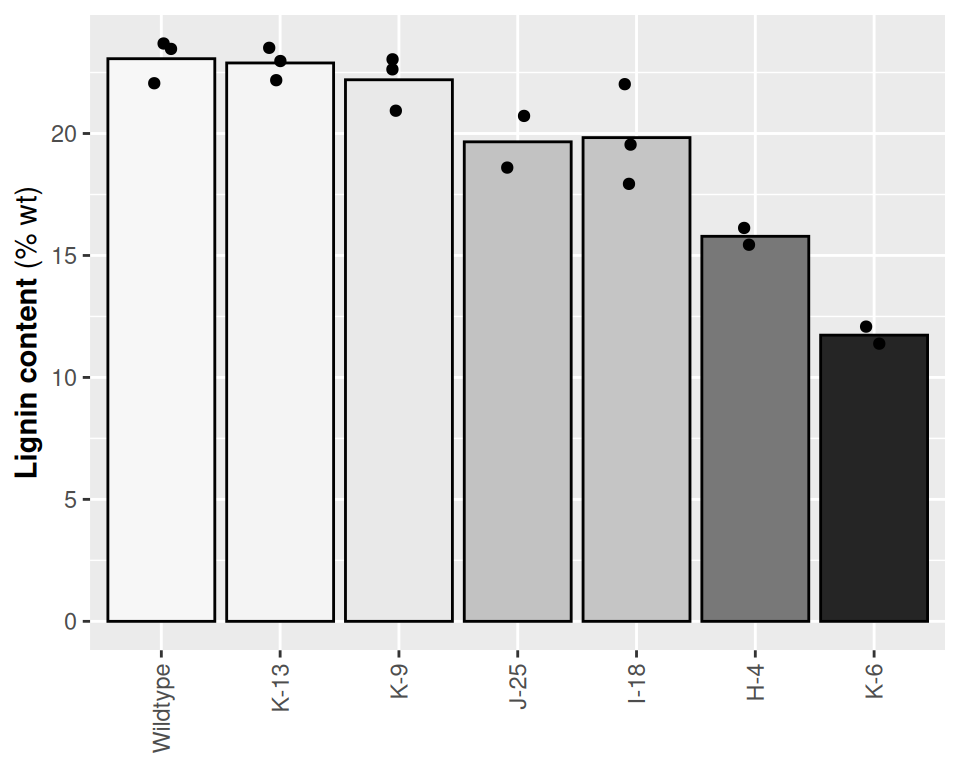 Lignin content (% wt)
20
15
10
5
0
Wildtype
K-13
K-9
J-25
I-18
H-4
K-6